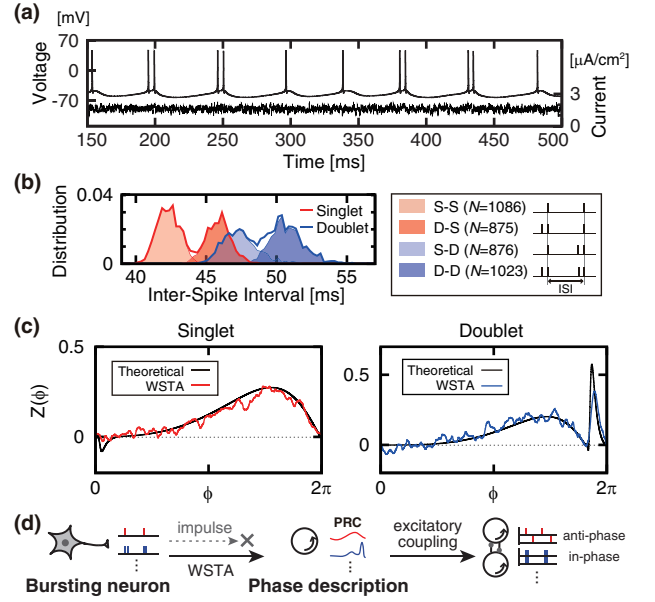 (a)
[mV]
70
0
-70
Voltage
[μA/cm²]
3
0
Current
150 200 250 300 350 400 450 500
Time [ms]
(b)
0.04
0
Distribution
Singlet
Doublet
40 45 50 55
Inter-Spike Interval [ms]
S-S (N=1086)
D-S (N=875)
S-D (N=876)
D-D (N=1023)
ISI
(c)
Singlet
0.5
0
Z(ϕ)
Theoretical
WSTA
0 ϕ 2π
Doublet
0.5
0
Theoretical
WSTA
0 ϕ 2π
(d)
impulse
WSTA
Bursting neuron
PRC
Phase description
excitatory
coupling
anti-phase
in-phase